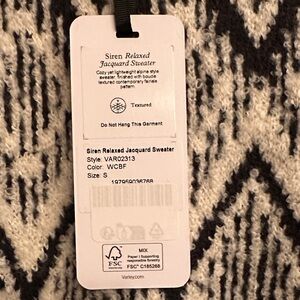 Siren Relaxed
Jacquard Sweater
Cozy yet lightweight alpine style
sweater, finished with boucle
textured contemporary fairisle
pattern.
Textured
Do Not Hang This Garment
Siren Relaxed Jacquard Sweater
Style: VAR02313
Color: WCBF
Size: S
197959036768
FSC
MIX
Paper | Supporting
responsible forestry
FSC® C185268
Varley.com